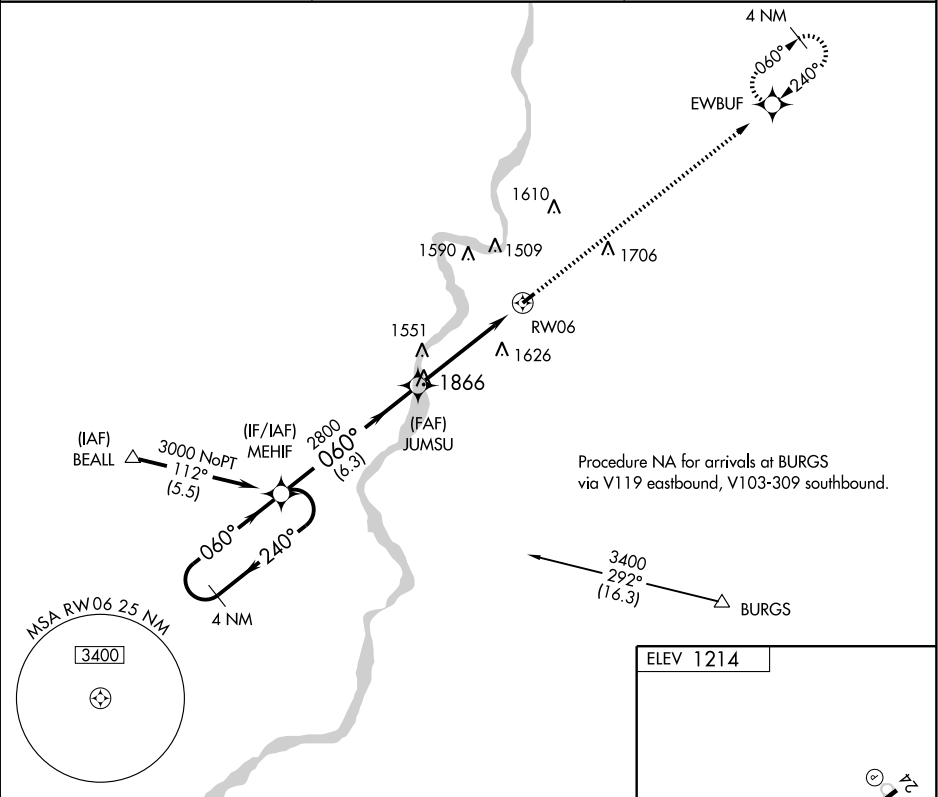 4 NM
060°
240°
EWBUF
1610
1590
1509
1706
RW06
1551
1626
1866
(FAF)
JUMSU
(IF/IAF)
MEHIF
2800
060°
(6.3)
(IAF)
BEALL
3000 NoPT
112°
(5.5)
Procedure NA for arrivals at BURGS
via V119 eastbound, V103-309 southbound.
060°
240°
4 NM
3400
292°
(16.3)
BURGS
MSA RW06 25 NM
3400
ELEV 1214
24